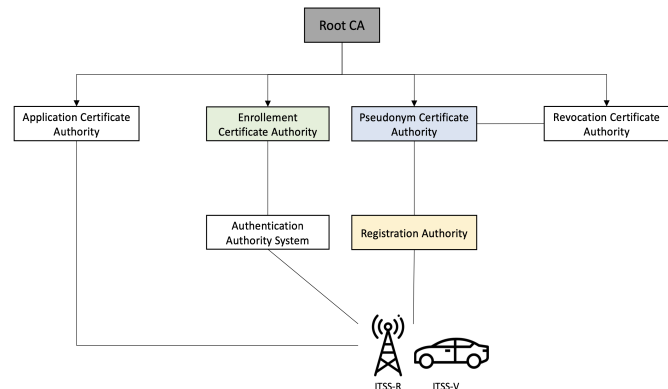 Root CA
Application Certificate
Authority
Enrollement
Certificate Authority
Pseudonym Certificate
Authority
Revocation Certificate
Authority
Authentication
Authority System
Registration Authority
ITSS-R
ITSS-V